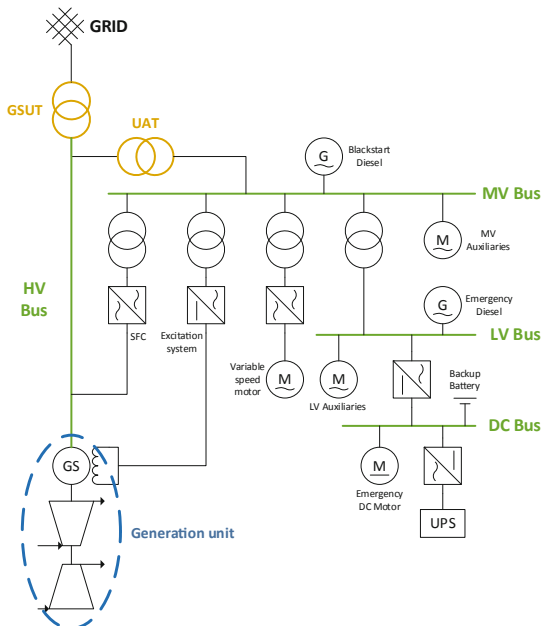 GRID
GSUT
UAT
G
Blackstart
Diesel
MV Bus
M
MV
Auxiliaries
HV
Bus
SFC
Excitation
system
G
Emergency
Diesel
LV Bus
Variable
speed
motor
M
M
LV Auxiliaries
Backup
Battery
DC Bus
GS
M
Emergency
DC Motor
UPS
Generation unit